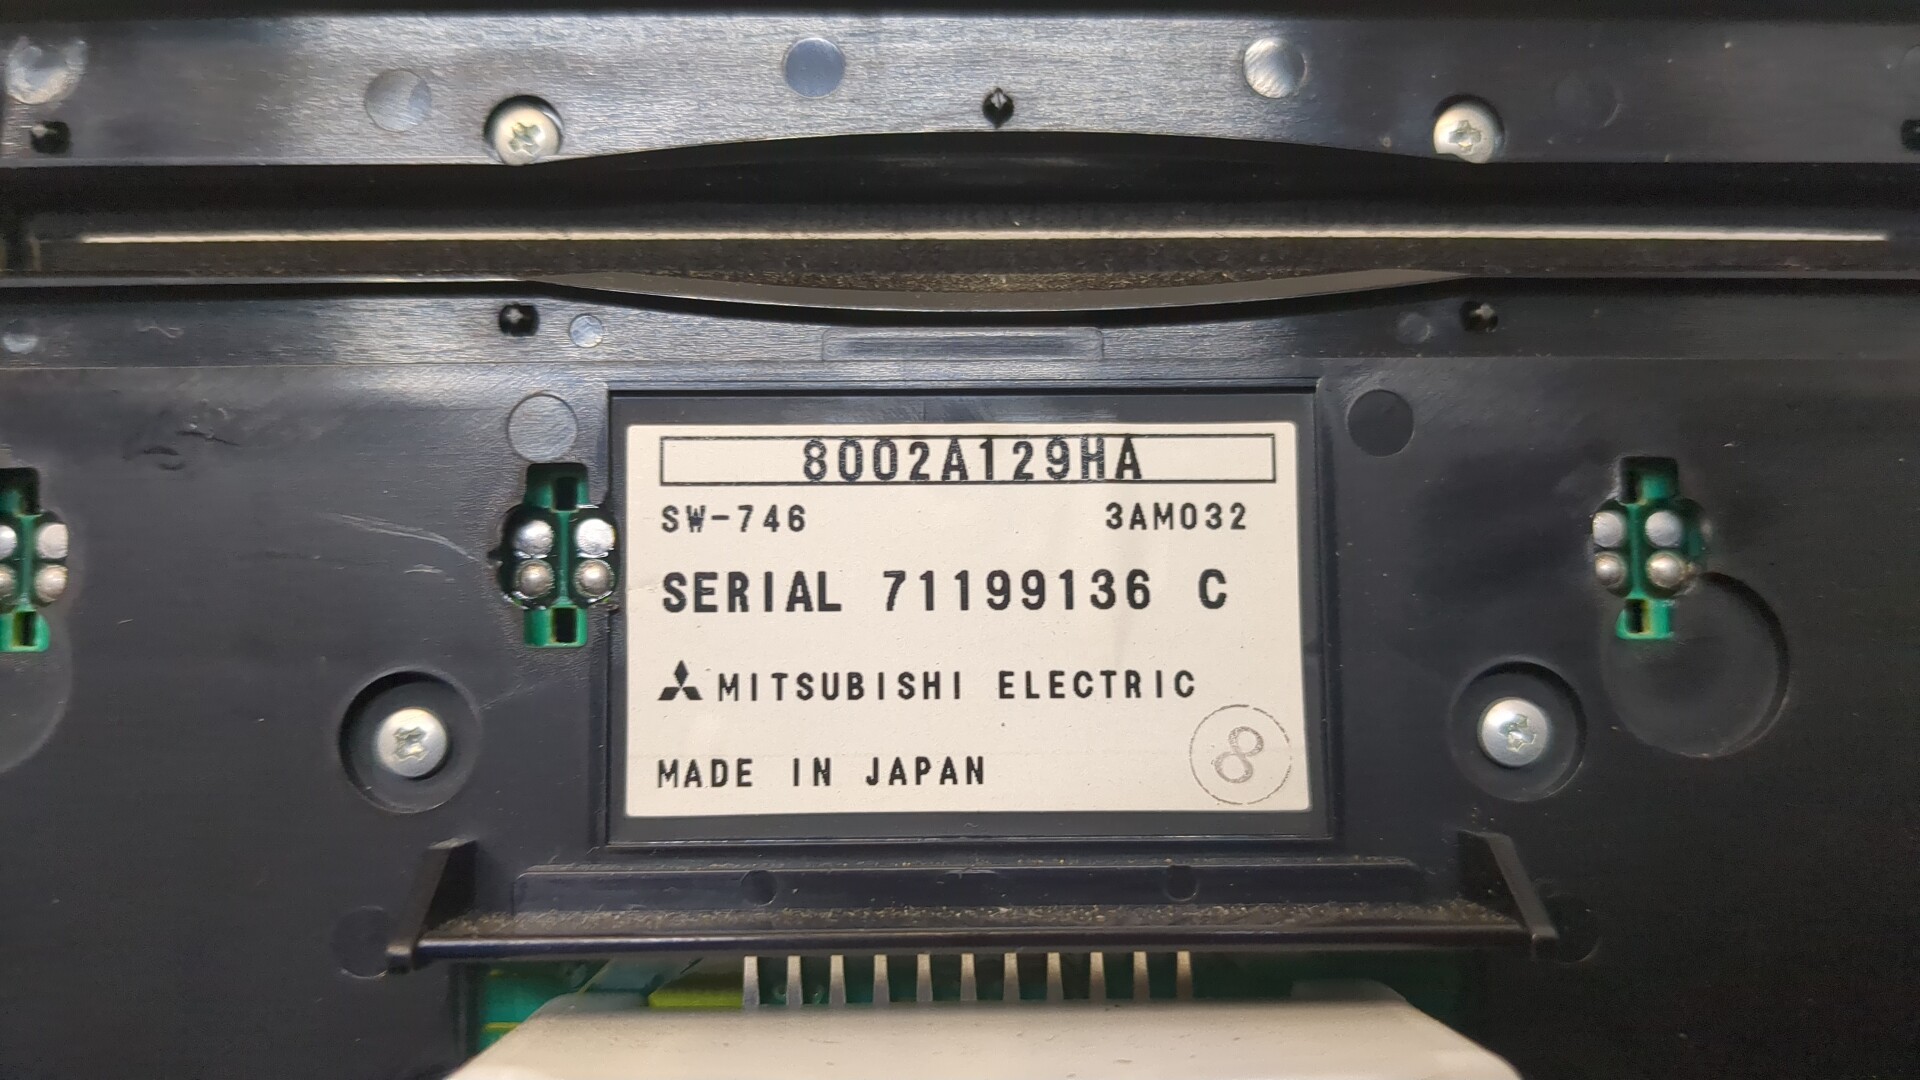 8002A129HA
SW-746 3AM032
SERIAL 71199136 C
MITSUBISHI ELECTRIC
MADE IN JAPAN
8